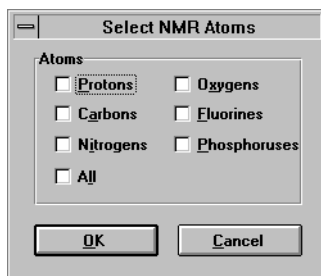 Select NMR Atoms
Atoms
Protons
Oxygens
Carbons
Fluorines
Nitrogens
Phosphoruses
All
OK
Cancel